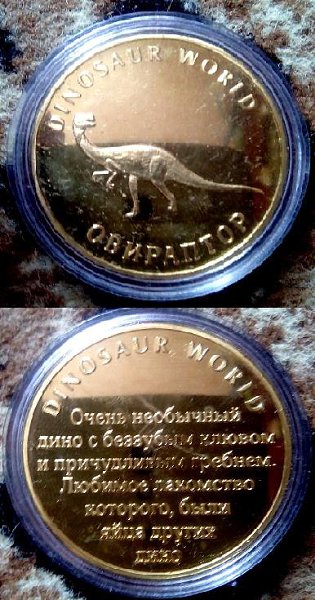 DINOSAUR WORLD
ОВИРАПТОР
DINOSAUR WORLD
Очень необычный
дино с беззубым клювом
и причудливым гребнем.
Любимое лакомство
которого, были
яйца других
дино